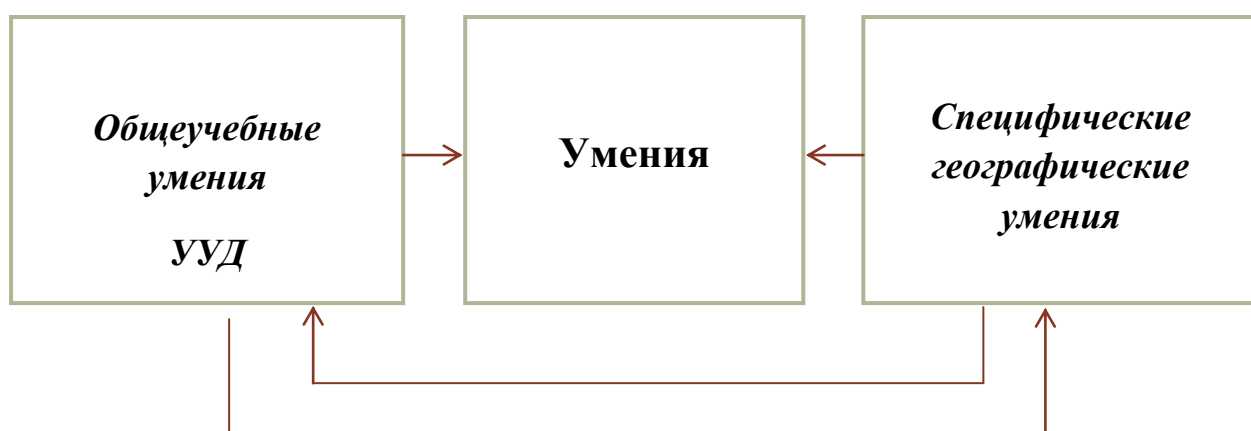 Общеучебные
умения
УУД
Умения
Специфические
географические
умения